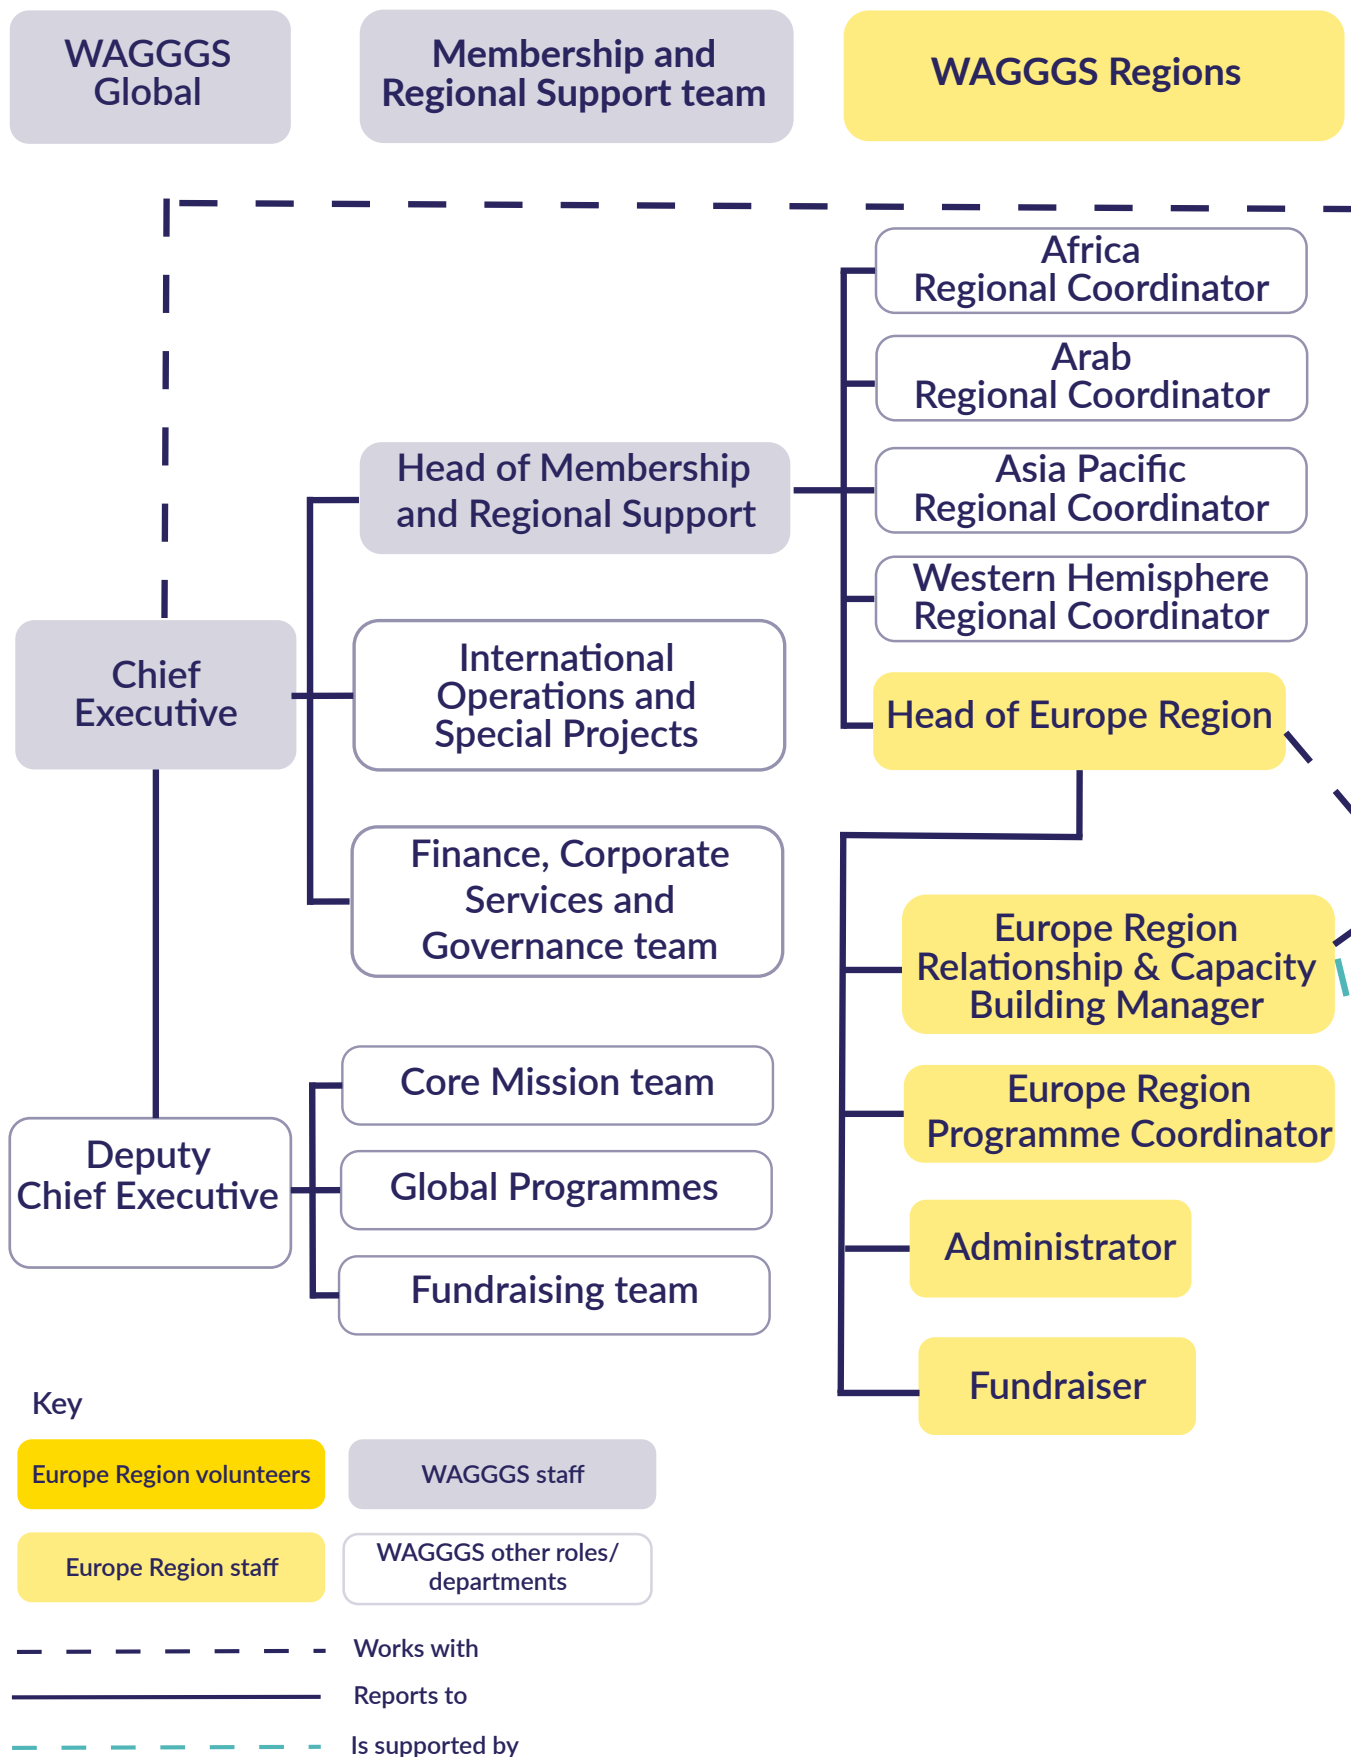 WAGGGS
Global
Membership and
Regional Support team
WAGGGS Regions
Africa
Regional Coordinator
Arab
Regional Coordinator
Asia Pacific
Regional Coordinator
Western Hemisphere
Regional Coordinator
Head of Membership
and Regional Support
International
Operations and
Special Projects
Chief
Executive
Head of Europe Region
Finance, Corporate
Services and
Governance team
Europe Region
Relationship & Capacity
Building Manager
Core Mission team
Europe Region
Programme Coordinator
Deputy
Chief Executive
Global Programmes
Administrator
Fundraising team
Fundraiser
Key
Europe Region volunteers
WAGGGS staff
Europe Region staff
WAGGGS other roles/
departments
Works with
Reports to
Is supported by